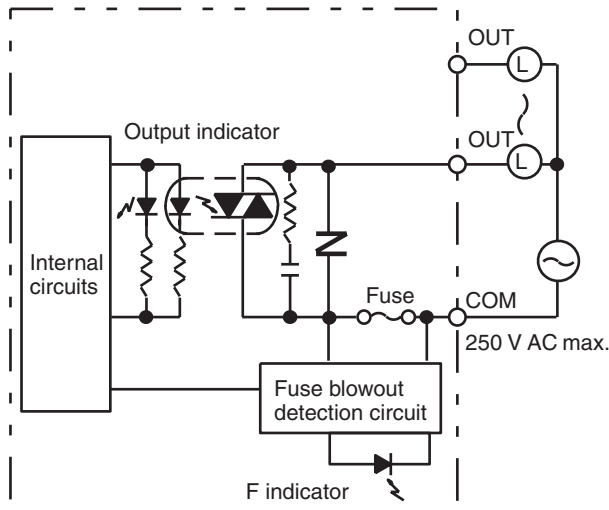 OUT
L
Output indicator
OUT
L
Internal
circuits
Fuse
COM
250 V AC max.
Fuse blowout
detection circuit
F indicator